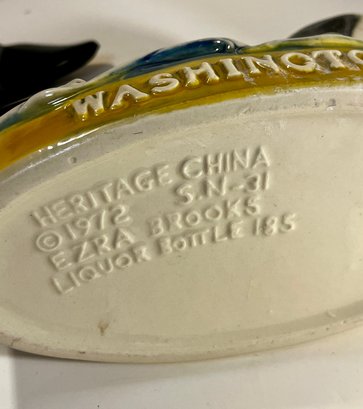 WASHINGTO
HERITAGE CHINA
©1972 S.N.-31
EZRA BROOKS
LIQUOR BOTTLE 185